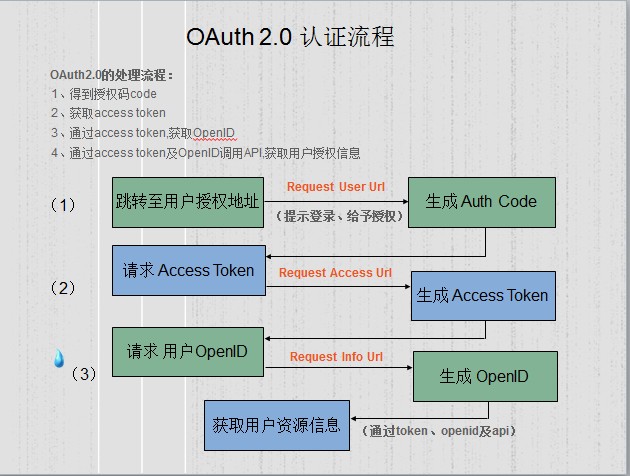 OAuth 2.0 认证流程
OAuth2.0的处理流程：
1、得到授权码code
2、获取access token
3、通过access token,获取OpenID
4、通过access token及OpenID调用API,获取用户授权信息
（1）
跳转至用户授权地址
Request User Url
（提示登录、给予授权）
生成 Auth Code
（2）
请求 Access Token
Request Access Url
生成 Access Token
（3）
请求 用户OpenID
Request Info Url
生成 OpenID
获取用户资源信息
（通过token、openid及api）